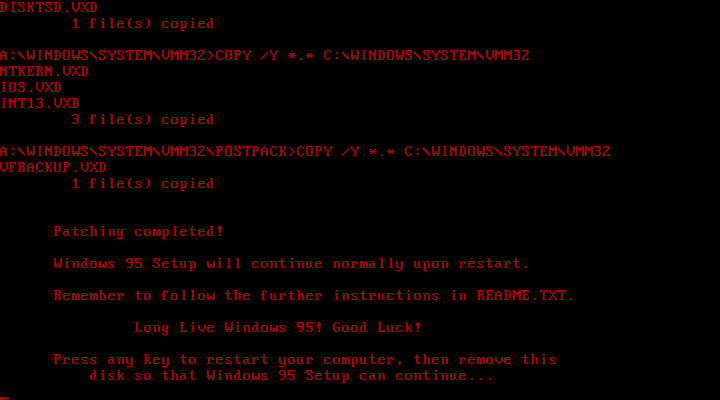 DISKTSD.VXD
1 file(s) copied
A:\WINDOWS\SYSTEM\VMM32>COPY /Y *.* C:\WINDOWS\SYSTEM\VMM32
NTKERN.VXD
IOS.VXD
INT13.VXD
3 file(s) copied
A:\WINDOWS\SYSTEM\VMM32\POSTPACK>COPY /Y *.* C:\WINDOWS\SYSTEM\VMM32
VFBACKUP.VXD
1 file(s) copied
Patching completed!
Windows 95 Setup will continue normally upon restart.
Remember to follow the further instructions in README.TXT.
Long Live Windows 95! Good Luck!
Press any key to restart your computer, then remove this
disk so that Windows 95 Setup can continue...